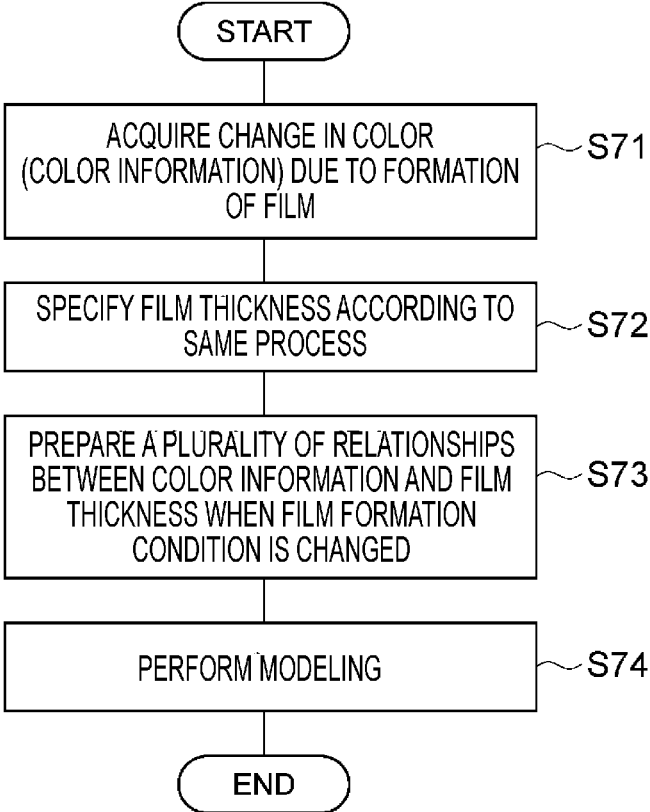 START
ACQUIRE CHANGE IN COLOR
(COLOR INFORMATION) DUE TO FORMATION
OF FILM
S71
SPECIFY FILM THICKNESS ACCORDING TO
SAME PROCESS
S72
PREPARE A PLURALITY OF RELATIONSHIPS
BETWEEN COLOR INFORMATION AND FILM
THICKNESS WHEN FILM FORMATION
CONDITION IS CHANGED
S73
PERFORM MODELING
S74
END